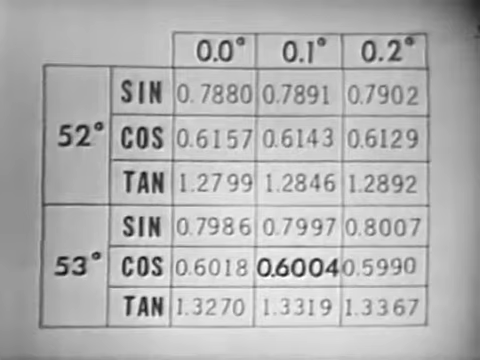 0.0° 0.1° 0.2°
52° SIN 0.7880 0.7891 0.7902
COS 0.6157 0.6143 0.6129
TAN 1.2799 1.2846 1.2892
53° SIN 0.7986 0.7997 0.8007
COS 0.6018 0.6004 0.5990
TAN 1.3270 1.3319 1.3367